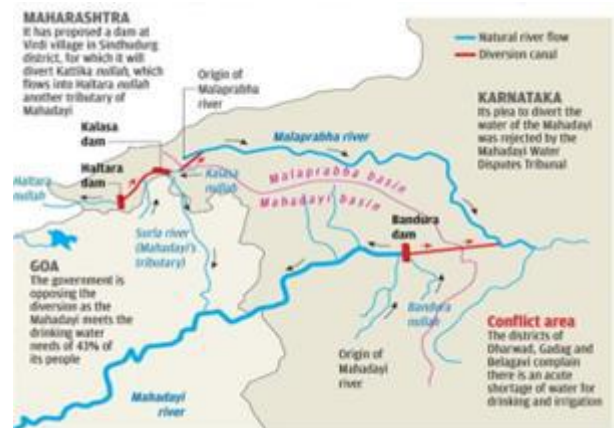 MAHARASHTRA
It has proposed a dam at
Virdi village in Sindhudurg
district, for which it will
divert Kattika nullah, which
flows into Haltara nullah
another tributary of
Mahadayi
Natural river flow
Diversion canal
Origin of
Malaprabha
river
KARNATAKA
Its plea to divert the
water of the Mahadayi
was rejected by the
Mahadayi Water
Disputes Tribunal
Kalasa
dam
Malaprabha river
Haltara
dam
Kalasa
nullah
Haltara
nullah
Malaprabha basin
Mahadayi basin
Surla river
(Mahadayi's
tributary)
Bandura
dam
GOA
The government is
opposing the
diversion as the
Mahadayi meets the
drinking water
needs of 43% of
its people
Bandura
nullah
Origin of
Mahadayi
river
Conflict area
The districts of
Dharwad, Gadag and
Belagavi complain
there is an acute
shortage of water for
drinking and irrigation
Mahadayi
river